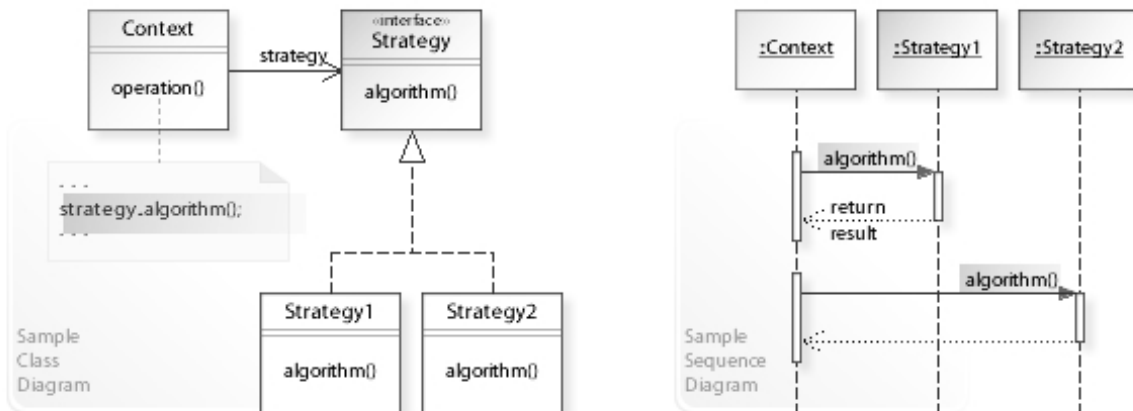 Context
operation()
strategy
«interface»
Strategy
algorithm()
- - -
strategy.algorithm();
- - -
Strategy1
algorithm()
Strategy2
algorithm()
Sample
Class
Diagram
:Context
:Strategy1
:Strategy2
algorithm()
return
result
algorithm()
Sample
Sequence
Diagram